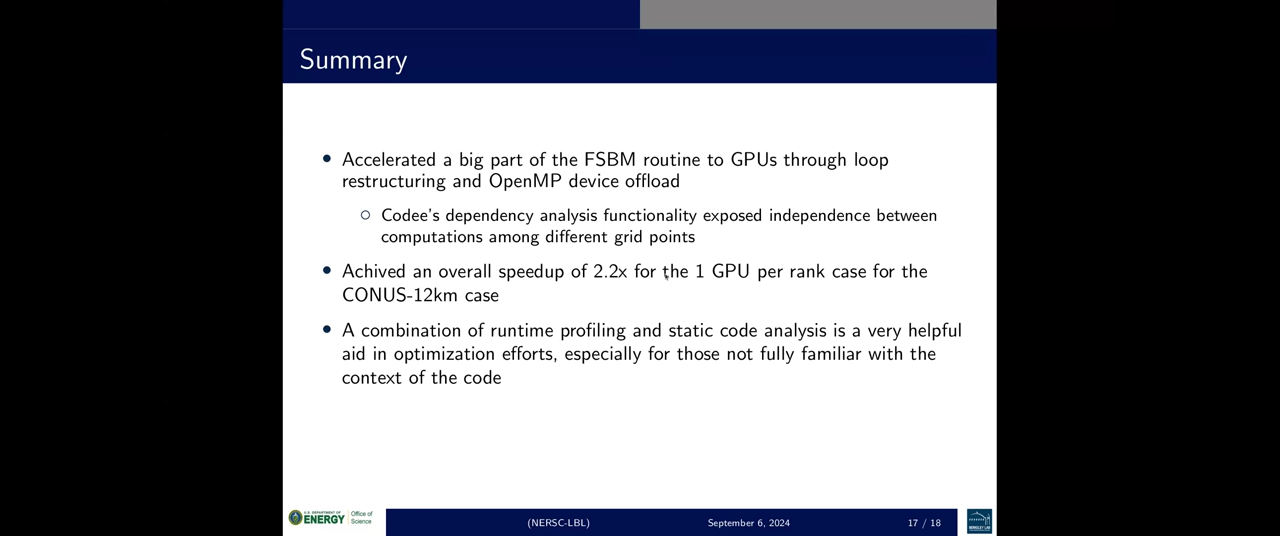 Summary
• Accelerated a big part of the FSBM routine to GPUs through loop
restructuring and OpenMP device offload
○ Codee's dependency analysis functionality exposed independence between
computations among different grid points
• Achived an overall speedup of 2.2x for the 1 GPU per rank case for the
CONUS-12km case
• A combination of runtime profiling and static code analysis is a very helpful
aid in optimization efforts, especially for those not fully familiar with the
context of the code
U.S. DEPARTMENT OF
ENERGY
Office of
Science
(NERSC-LBL)
September 6, 2024
17 / 18
BERKELEY LAB